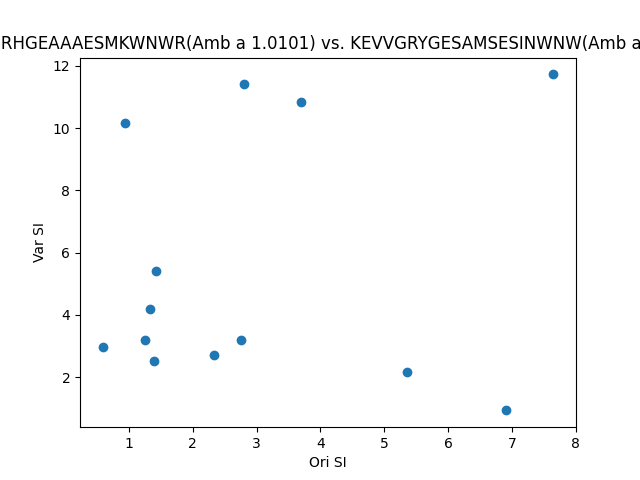 RHGEAAAESMKWNWR(Amb a 1.0101) vs. KEVVGRYGESAMSESINWNW(Amb a
12
10
8
6
4
2
Var SI
1 2 3 4 5 6 7 8
Ori SI